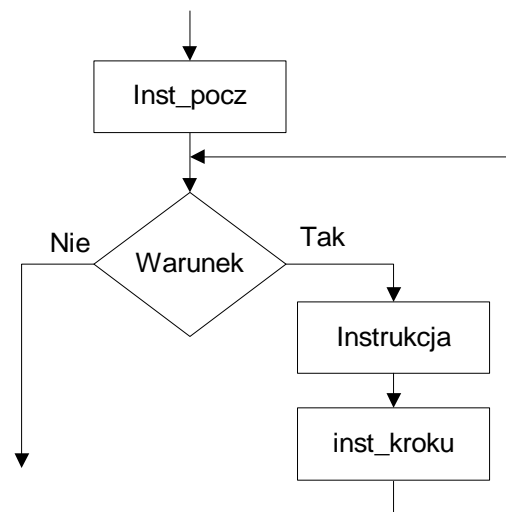 Inst_pocz
Nie
Tak
Warunek
Instrukcja
inst_kroku